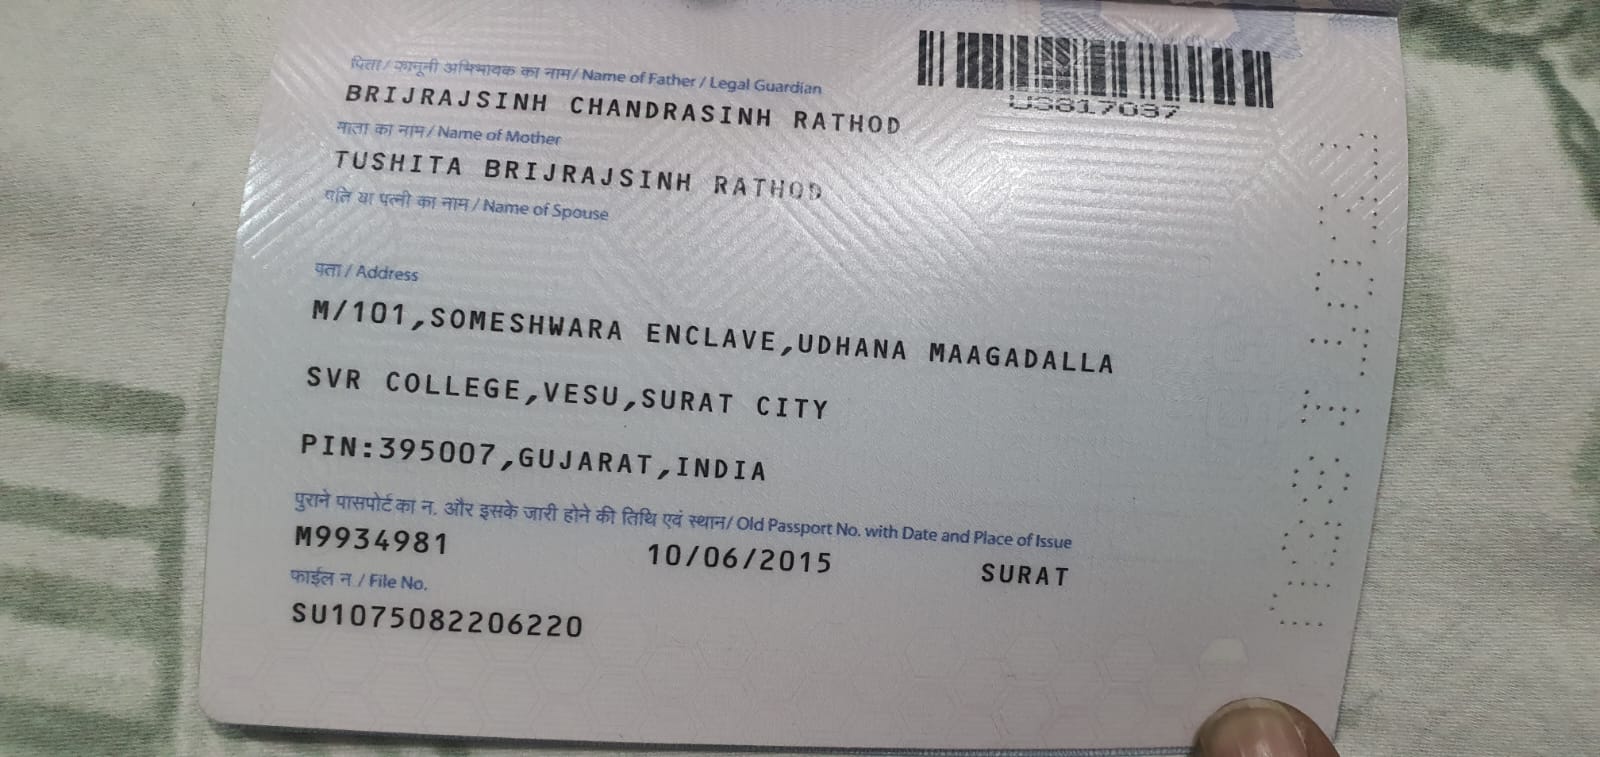 पिता / कानूनी अभिभावक का नाम / Name of Father / Legal Guardian
BRIJRAJSINH CHANDRASINH RATHOD
माता का नाम / Name of Mother
TUSHITA BRIJRAJSINH RATHOD
पति या पत्नी का नाम / Name of Spouse
पता / Address
M/101,SOMESHWARA ENCLAVE,UDHANA MAAGADALLA
SVR COLLEGE,VESU,SURAT CITY
PIN:395007,GUJARAT,INDIA
पुराने पासपोर्ट का न. और इसके जारी होने की तिथि एवं स्थान/ Old Passport No. with Date and Place of Issue
M9934981 10/06/2015 SURAT
फाईल न / File No.
SU1075082206220